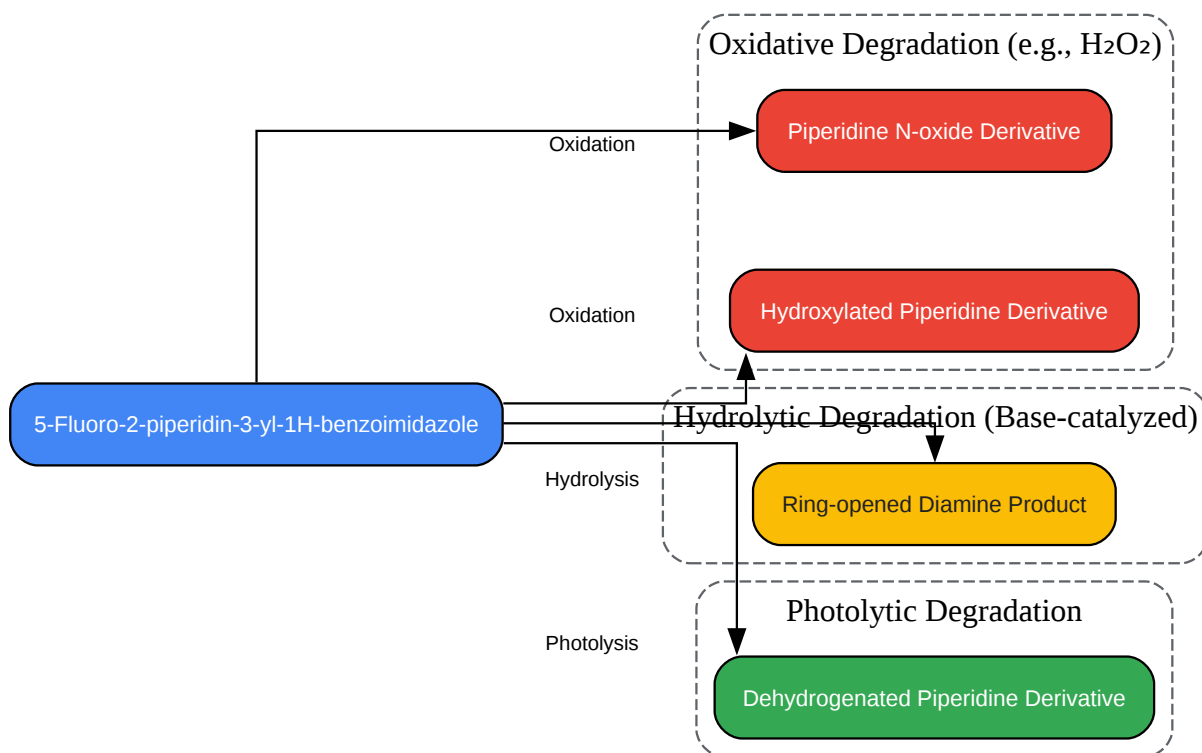 Oxidative Degradation (e.g., H₂O₂)
Piperidine N-oxide Derivative
Oxidation
Hydroxylated Piperidine Derivative
Oxidation
5-Fluoro-2-piperidin-3-yl-1H-benzoimidazole
Hydrolytic Degradation (Base-catalyzed)
Hydrolysis
Ring-opened Diamine Product
Photolytic Degradation
Photolysis
Dehydrogenated Piperidine Derivative